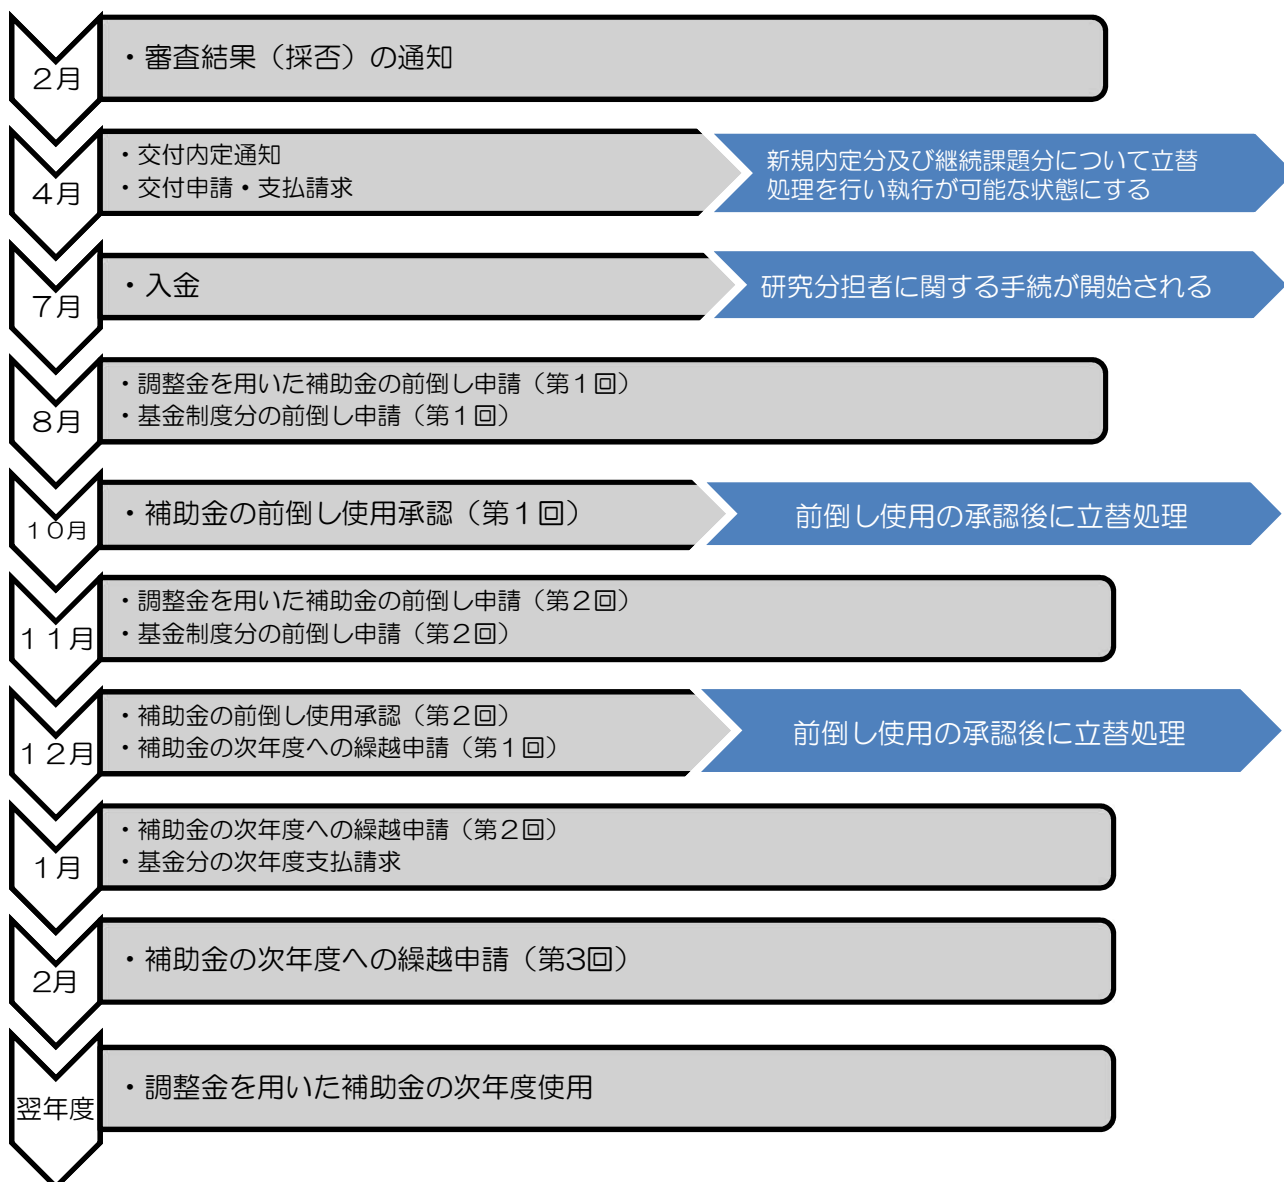 2月
・審査結果（採否）の通知
4月
・交付内定通知
・交付申請・支払請求
新規内定分及び継続課題分について立替
処理を行い執行が可能な状態にする
7月
・入金
研究分担者に関する手続が開始される
8月
・調整金を用いた補助金の前倒し申請（第１回）
・基金制度分の前倒し申請（第１回）
１０月
・補助金の前倒し使用承認（第１回）
前倒し使用の承認後に立替処理
１１月
・調整金を用いた補助金の前倒し申請（第２回）
・基金制度分の前倒し申請（第２回）
１２月
・補助金の前倒し使用承認（第２回）
・補助金の次年度への繰越申請（第１回）
前倒し使用の承認後に立替処理
１月
・補助金の次年度への繰越申請（第２回）
・基金分の次年度支払請求
2月
・補助金の次年度への繰越申請（第3回）
翌年度
・調整金を用いた補助金の次年度使用